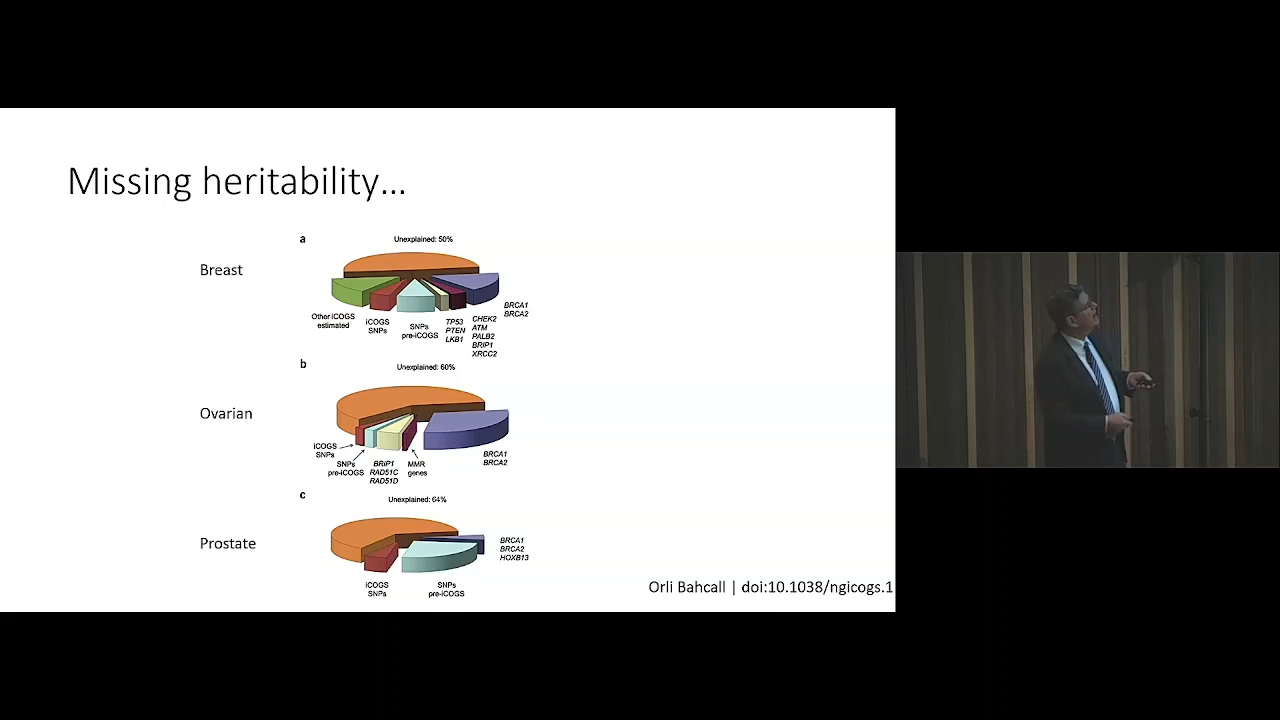 Missing heritability...
a
Unexplained: 50%
Breast
Other iCOGS
estimated
iCOGS
SNPs
SNPs
pre-iCOGS
TP53
PTEN
LKB1
CHEK2
ATM
PALB2
BRIP1
XRCC2
BRCA1
BRCA2
b
Unexplained: 60%
Ovarian
iCOGS
SNPs
SNPs
pre-iCOGS
BRIP1
RAD51C
RAD51D
MMR
genes
BRCA1
BRCA2
c
Unexplained: 64%
Prostate
iCOGS
SNPs
SNPs
pre-iCOGS
BRCA1
BRCA2
HOXB13
Orli Bahcall | doi:10.1038/ngicogs.1